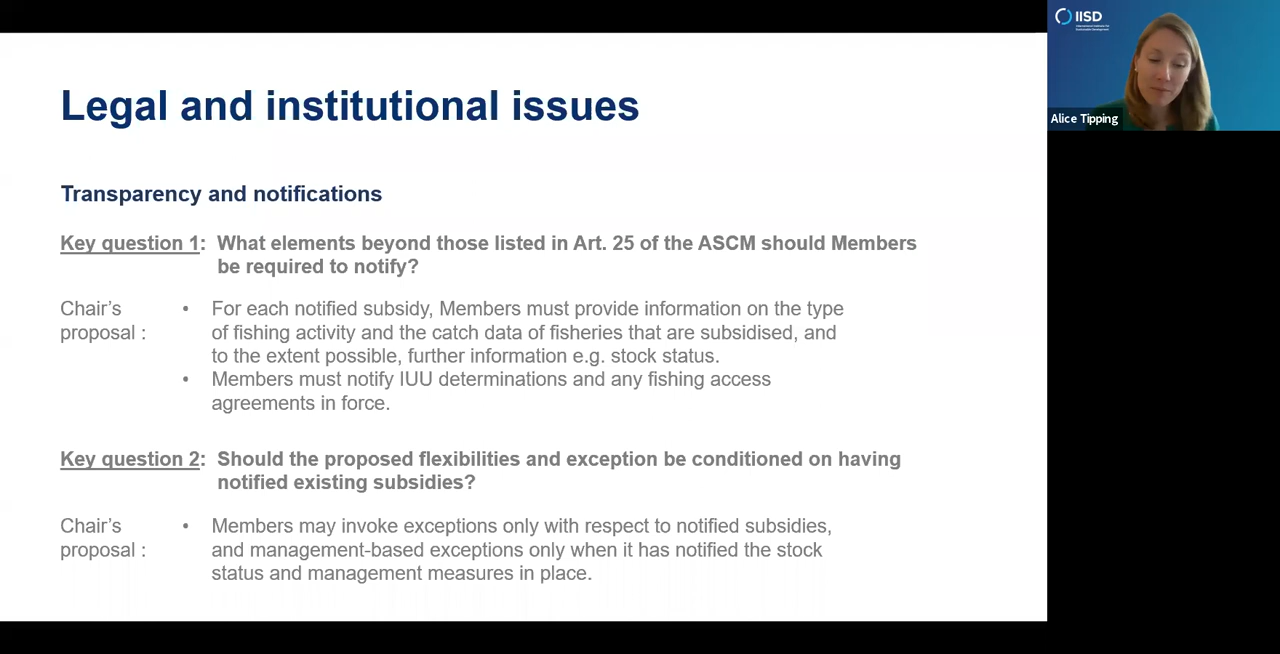 Legal and institutional issues
Transparency and notifications
Key question 1: What elements beyond those listed in Art. 25 of the ASCM should Members
be required to notify?
Chair's
proposal :
• For each notified subsidy, Members must provide information on the type
of fishing activity and the catch data of fisheries that are subsidised, and
to the extent possible, further information e.g. stock status.
• Members must notify IUU determinations and any fishing access
agreements in force.
Key question 2: Should the proposed flexibilities and exception be conditioned on having
notified existing subsidies?
Chair's
proposal :
• Members may invoke exceptions only with respect to notified subsidies,
and management-based exceptions only when it has notified the stock
status and management measures in place.
IISD
International Institute for
Sustainable Development
Alice Tipping